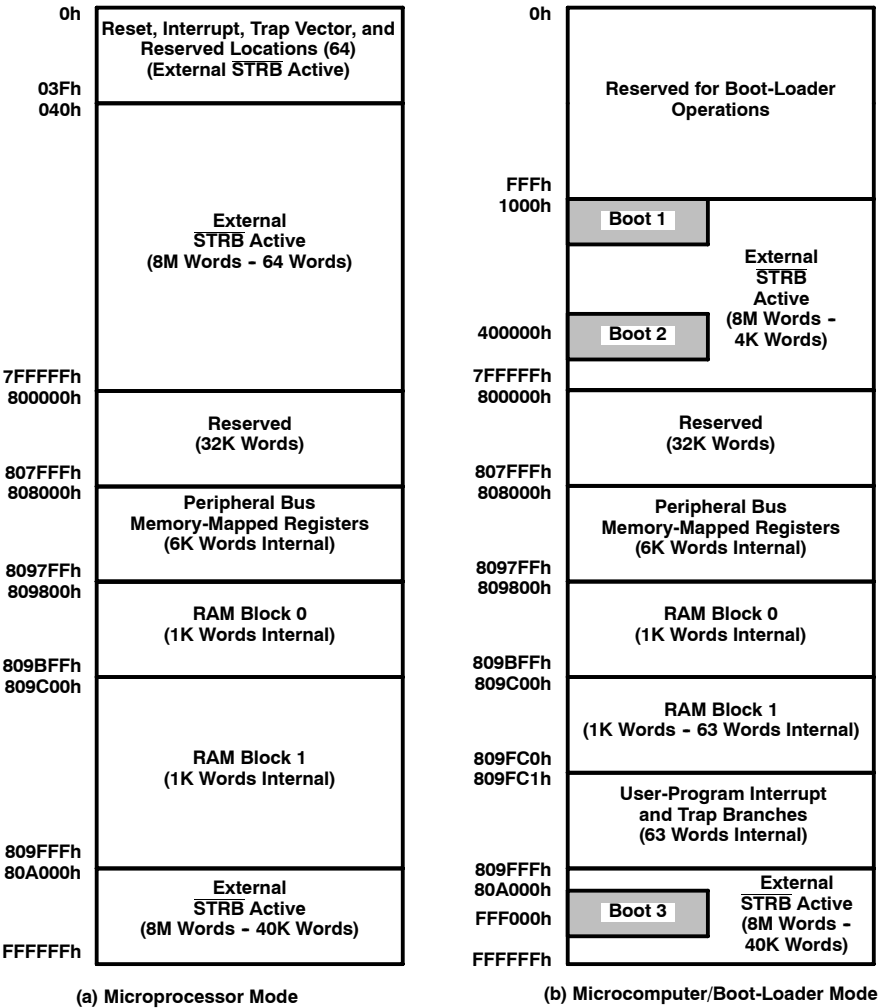 0h
Reset, Interrupt, Trap Vector, and
Reserved Locations (64)
(External STRB Active)
03Fh
040h
External
STRB Active
(8M Words - 64 Words)
7FFFFFh
800000h
Reserved
(32K Words)
807FFFh
808000h
Peripheral Bus
Memory-Mapped Registers
(6K Words Internal)
8097FFh
809800h
RAM Block 0
(1K Words Internal)
809BFFh
809C00h
RAM Block 1
(1K Words Internal)
809FFFh
80A000h
External
STRB Active
(8M Words - 40K Words)
FFFFFFh
(a) Microprocessor Mode
0h
Reserved for Boot-Loader
Operations
FFFh
1000h
Boot 1
External
STRB
Active
(8M Words -
4K Words)
400000h
Boot 2
7FFFFFh
800000h
Reserved
(32K Words)
807FFFh
808000h
Peripheral Bus
Memory-Mapped Registers
(6K Words Internal)
8097FFh
809800h
RAM Block 0
(1K Words Internal)
809BFFh
809C00h
RAM Block 1
(1K Words - 63 Words Internal)
809FC0h
809FC1h
User-Program Interrupt
and Trap Branches
(63 Words Internal)
809FFFh
80A000h
Boot 3
FFF000h
External
STRB Active
(8M Words -
40K Words)
FFFFFFh
(b) Microcomputer/Boot-Loader Mode